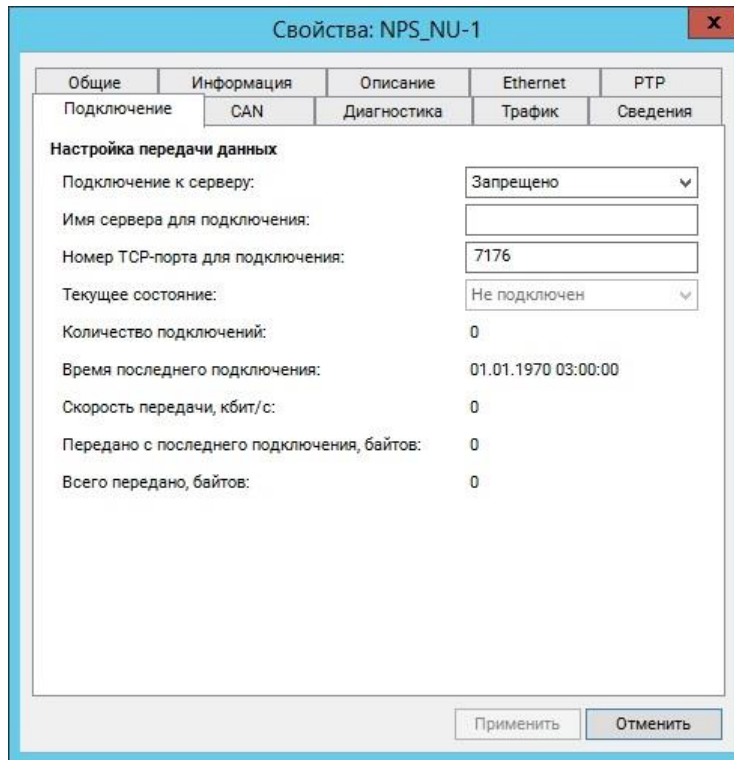 Свойства: NPS_NU-1
x
Общие Информация Описание Ethernet PTP
Подключение CAN Диагностика Трафик Сведения
Настройка передачи данных
Подключение к серверу: Запрещено
Имя сервера для подключения:
Номер TCP-порта для подключения: 7176
Текущее состояние: Не подключен
Количество подключений: 0
Время последнего подключения: 01.01.1970 03:00:00
Скорость передачи, кбит/с: 0
Передано с последнего подключения, байтов: 0
Всего передано, байтов: 0
Применить Отменить